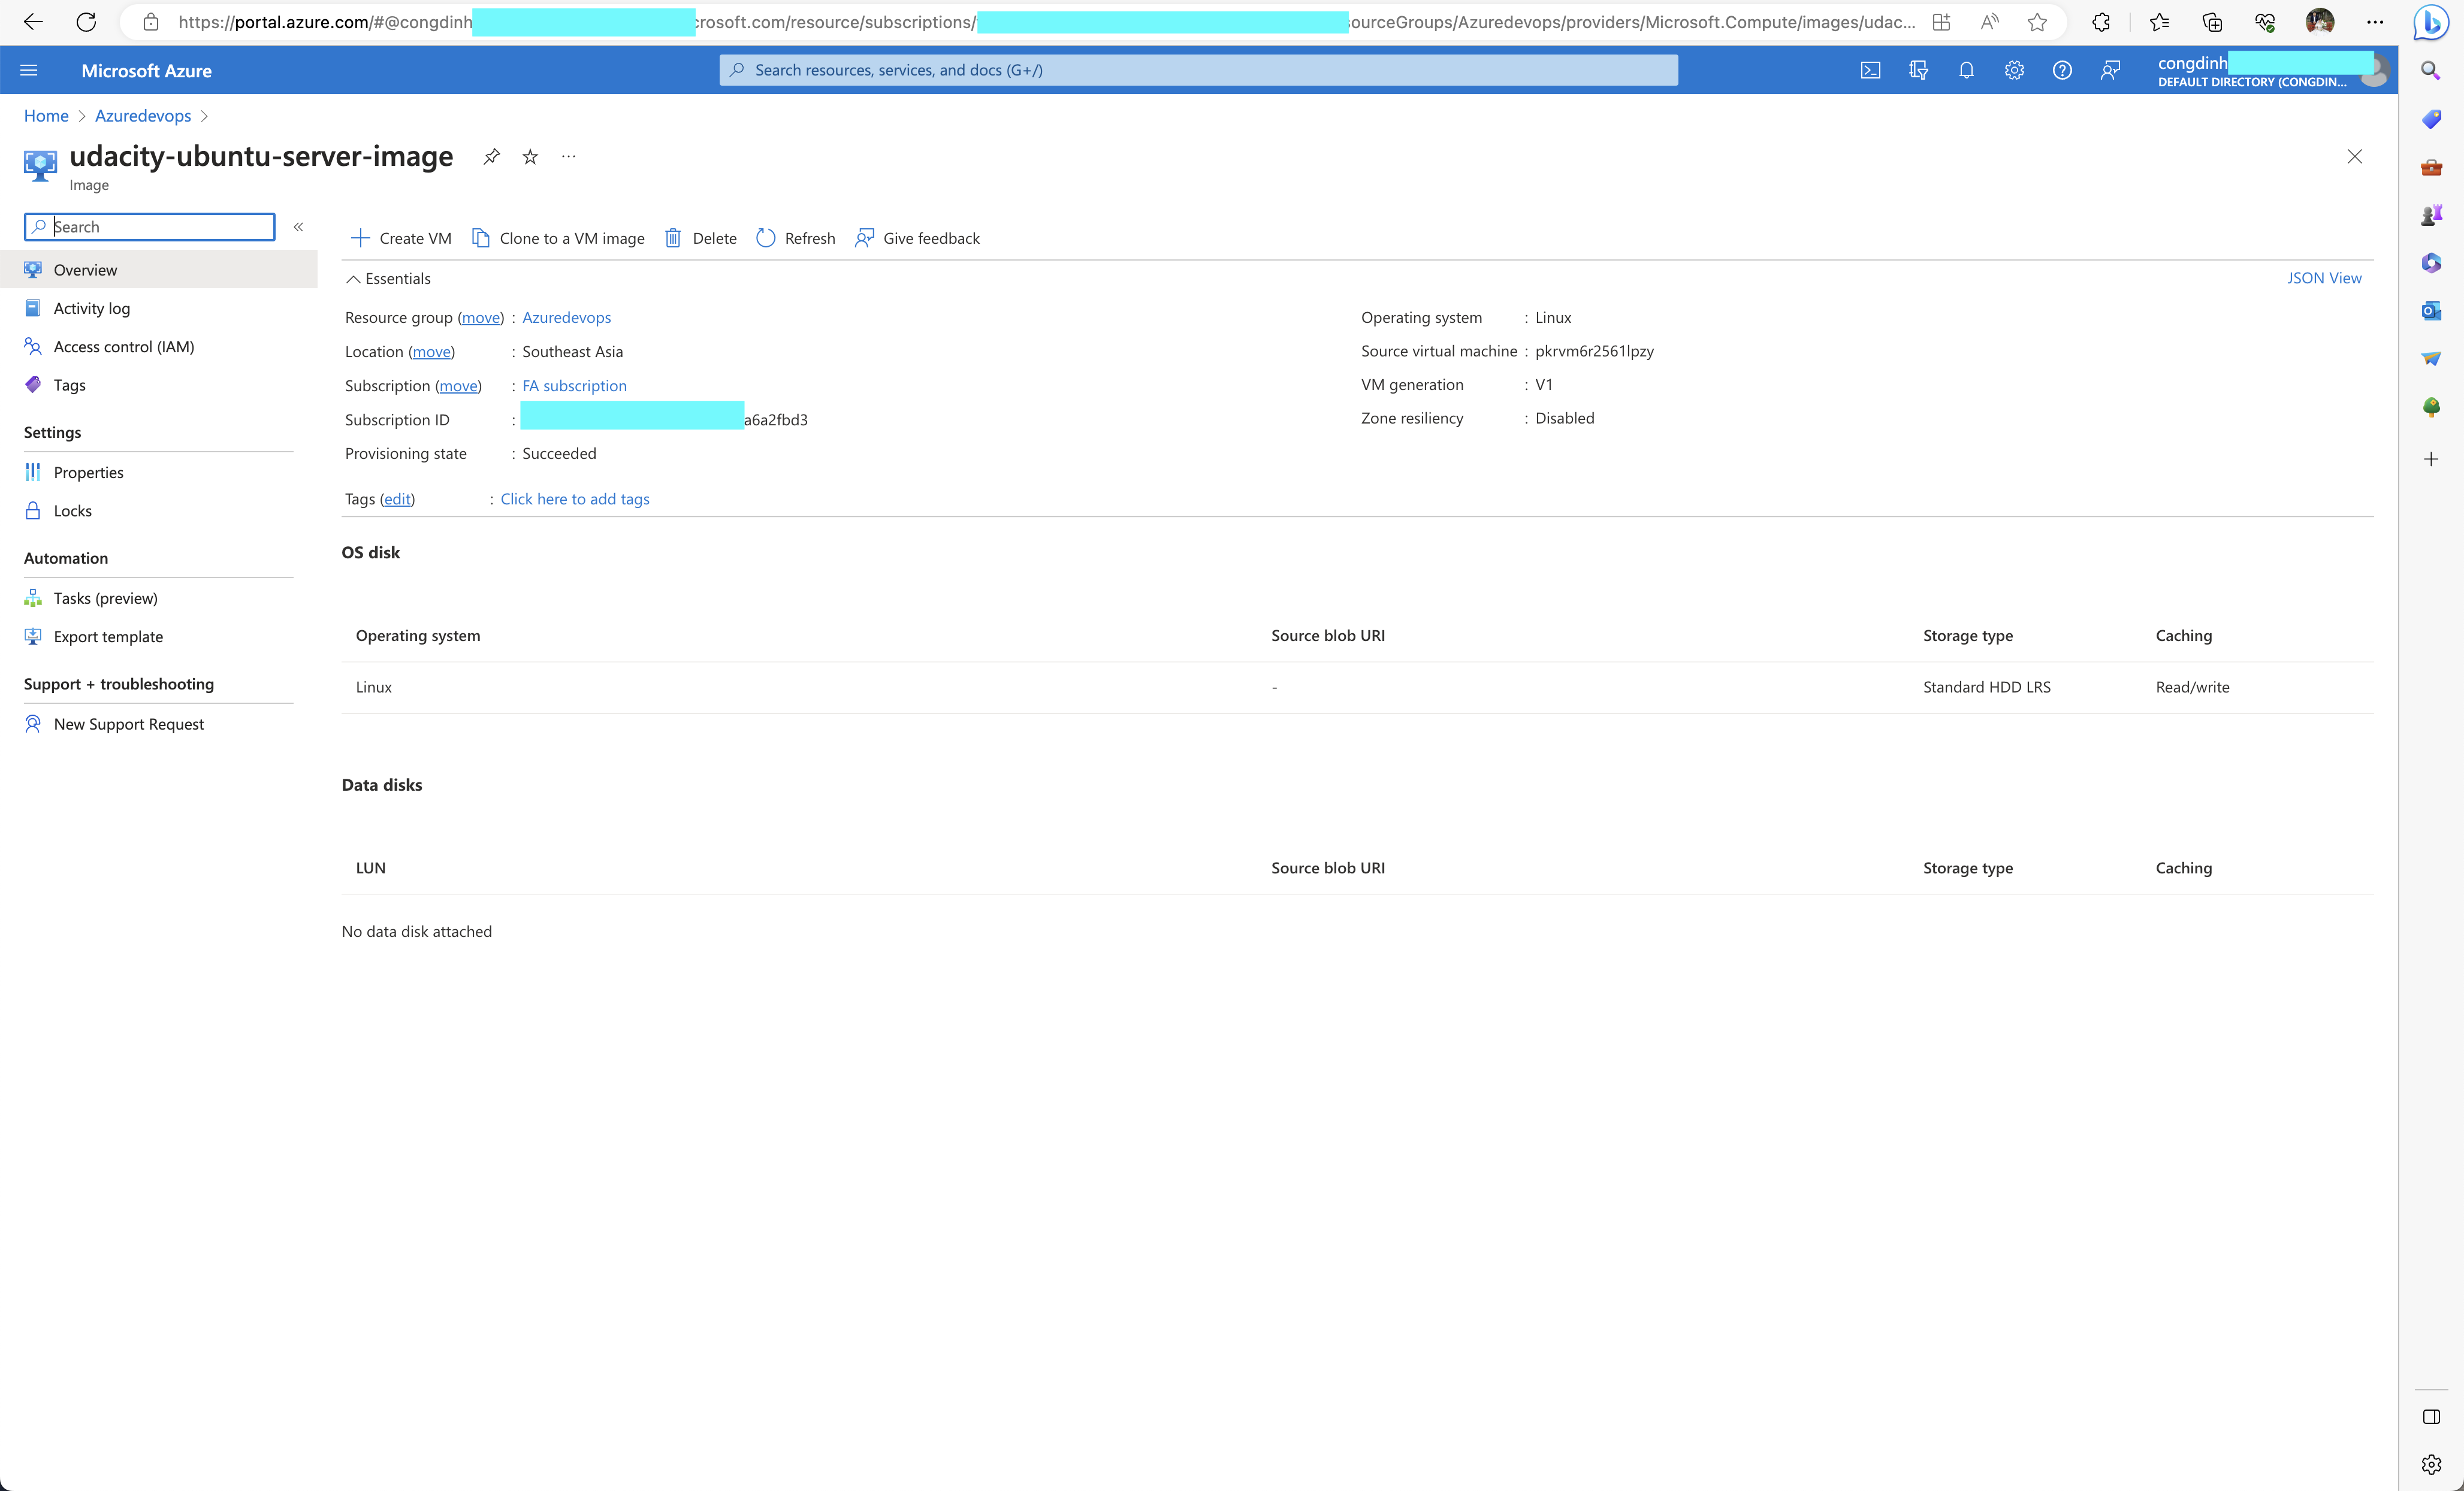 https://portal.azure.com/#@congdinh crosoft.com/resource/subscriptions/ ourceGroups/Azuredevops/providers/Microsoft.Compute/images/udac...
Microsoft Azure
Search resources, services, and docs (G+/)
congdinh
DEFAULT DIRECTORY (CONGDIN...
Home > Azuredevops >
udacity-ubuntu-server-image
Image
Search
Overview
Activity log
Access control (IAM)
Tags
Settings
Properties
Locks
Automation
Tasks (preview)
Export template
Support + troubleshooting
New Support Request
Create VM Clone to a VM image Delete Refresh Give feedback
Essentials
JSON View
Resource group (move) : Azuredevops
Location (move) : Southeast Asia
Subscription (move) : FA subscription
Subscription ID : a6a2fbd3
Provisioning state : Succeeded
Operating system : Linux
Source virtual machine : pkrvm6r2561lpzy
VM generation : V1
Zone resiliency : Disabled
Tags (edit) : Click here to add tags
OS disk
Operating system Source blob URI Storage type Caching
Linux - Standard HDD LRS Read/write
Data disks
LUN Source blob URI Storage type Caching
No data disk attached